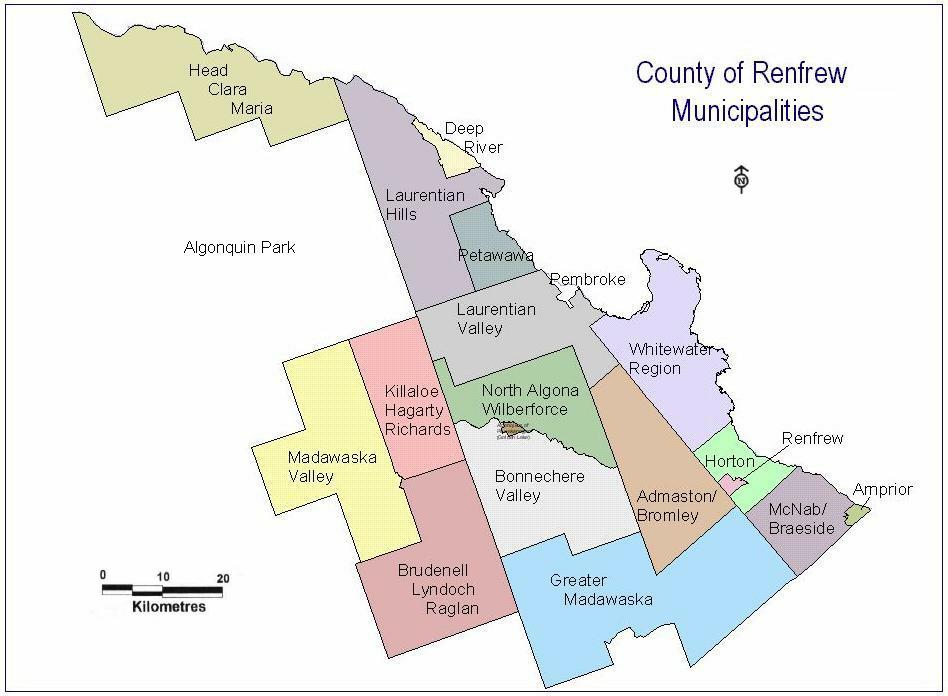 County of Renfrew
Municipalities
N
Head
Clara
Maria
Deep
River
Laurentian
Hills
Algonquin Park
Petawawa
Pembroke
Laurentian
Valley
Whitewater
Region
Killaloe
Hagarty
Richards
North Algona
Wilberforce
(Golden Lake)
Madawaska
Valley
Bonnechere
Valley
Horton
Renfrew
Admaston/
Bromley
McNab/
Braeside
Arnprior
Brudenell
Lyndoch
Raglan
Greater
Madawaska
0 10 20
Kilometres